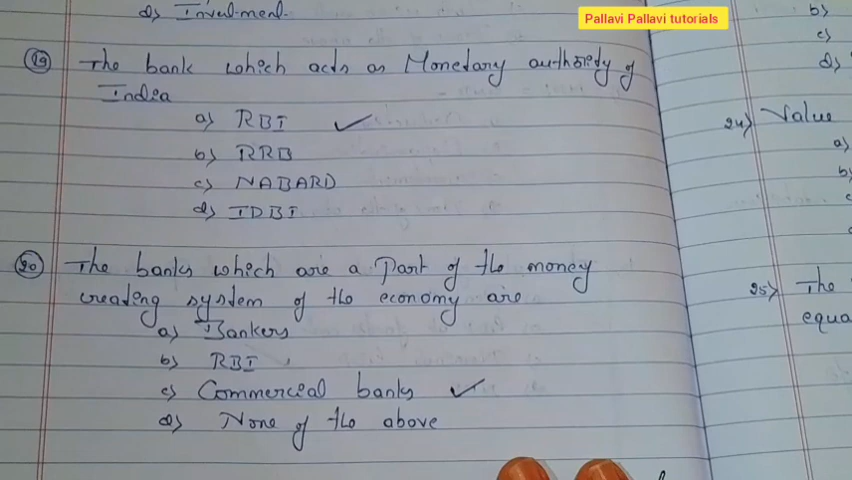 d) Invest-ment.
Pallavi Pallavi tutorials
19 The bank which acts as Monetary authority of
India
a) RBI ✓
b) RRB
c) NABARD
d) IDBI
20 The banks which are a Part of the money
creating system of the economy are
a) Bankers
b) RBI
c) Commercial banks ✓
d) None of the above
b)
c)
d)
24) Value
a)
b)
c
25) The
equa